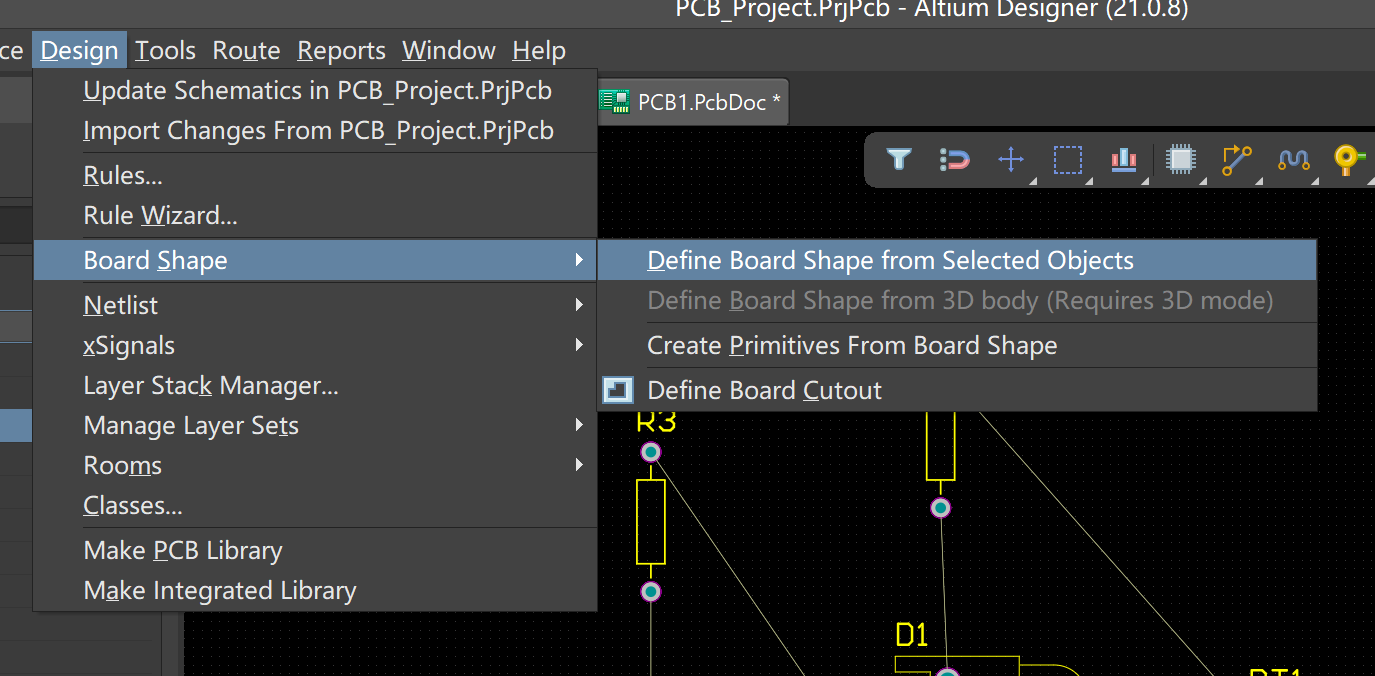 PCB_Project.PrjPcb - Altium Designer (21.0.8)
ce Design Tools Route Reports Window Help
Update Schematics in PCB_Project.PrjPcb
PCB1.PcbDoc *
Import Changes From PCB_Project.PrjPcb
Rules...
Rule Wizard...
Board Shape
Define Board Shape from Selected Objects
Define Board Shape from 3D body (Requires 3D mode)
Create Primitives From Board Shape
Define Board Cutout
Netlist
xSignals
Layer Stack Manager...
Manage Layer Sets
Rooms
Classes...
Make PCB Library
Make Integrated Library
R3
D1
BT1